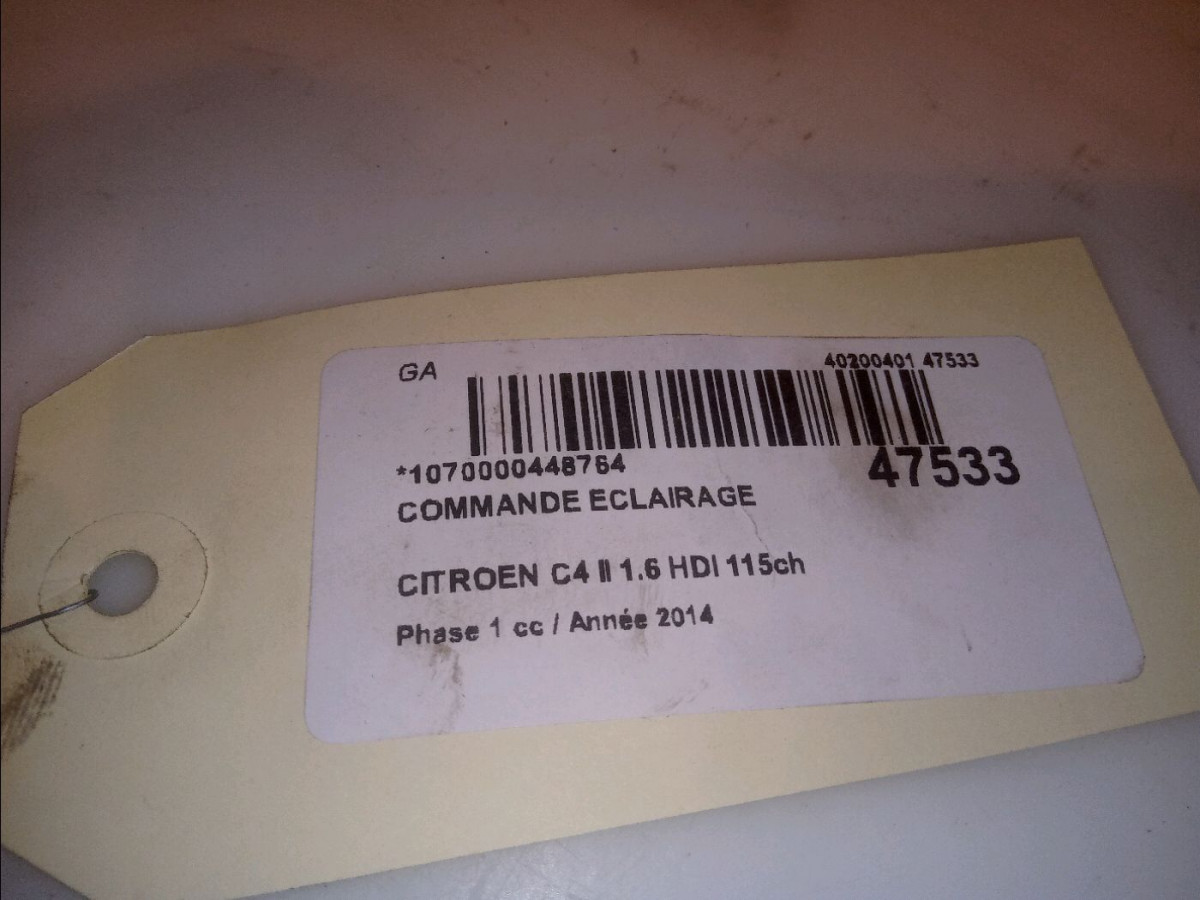 GA
40200401 47533
*1070000448764
47533
COMMANDE ECLAIRAGE
CITROEN C4 II 1.6 HDI 115ch
Phase 1 cc / Année 2014